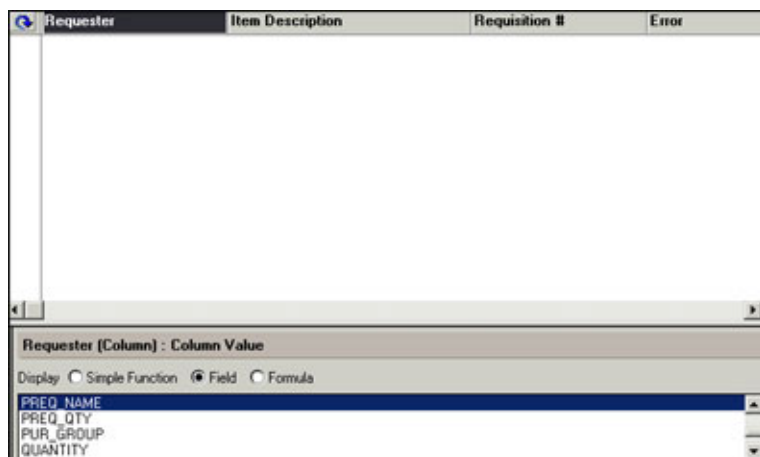 Requester Item Description Requisition # Error
Requester (Column) : Column Value
Display Simple Function Field Formula
PREQ_NAME
PREQ_QTY
PUR_GROUP
QUANTITY